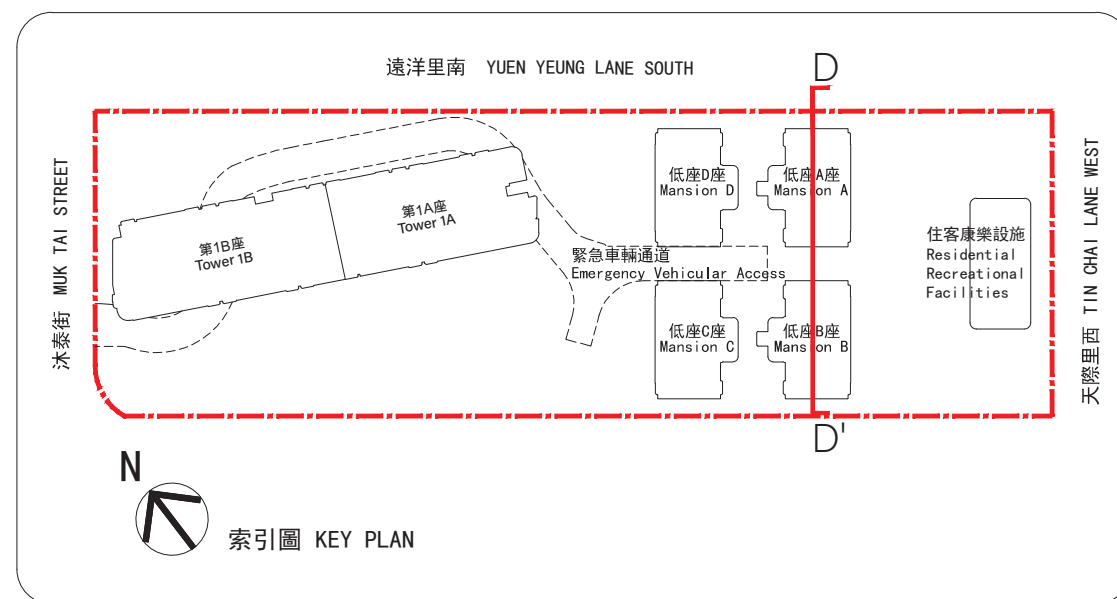 遠洋里南 YUEN YEUNG LANE SOUTH
D
沐泰街 MUK TAI STREET
第1B座
Tower 1B
第1A座
Tower 1A
低座D座
Mansion D
低座A座
Mansion A
緊急車輛通道
Emergency Vehicular Access
低座C座
Mansion C
低座B座
Mansion B
住客康樂設施
Residential
Recreational
Facilities
天際里西 TIN CHAI LANE WEST
D'
N
索引圖 KEY PLAN